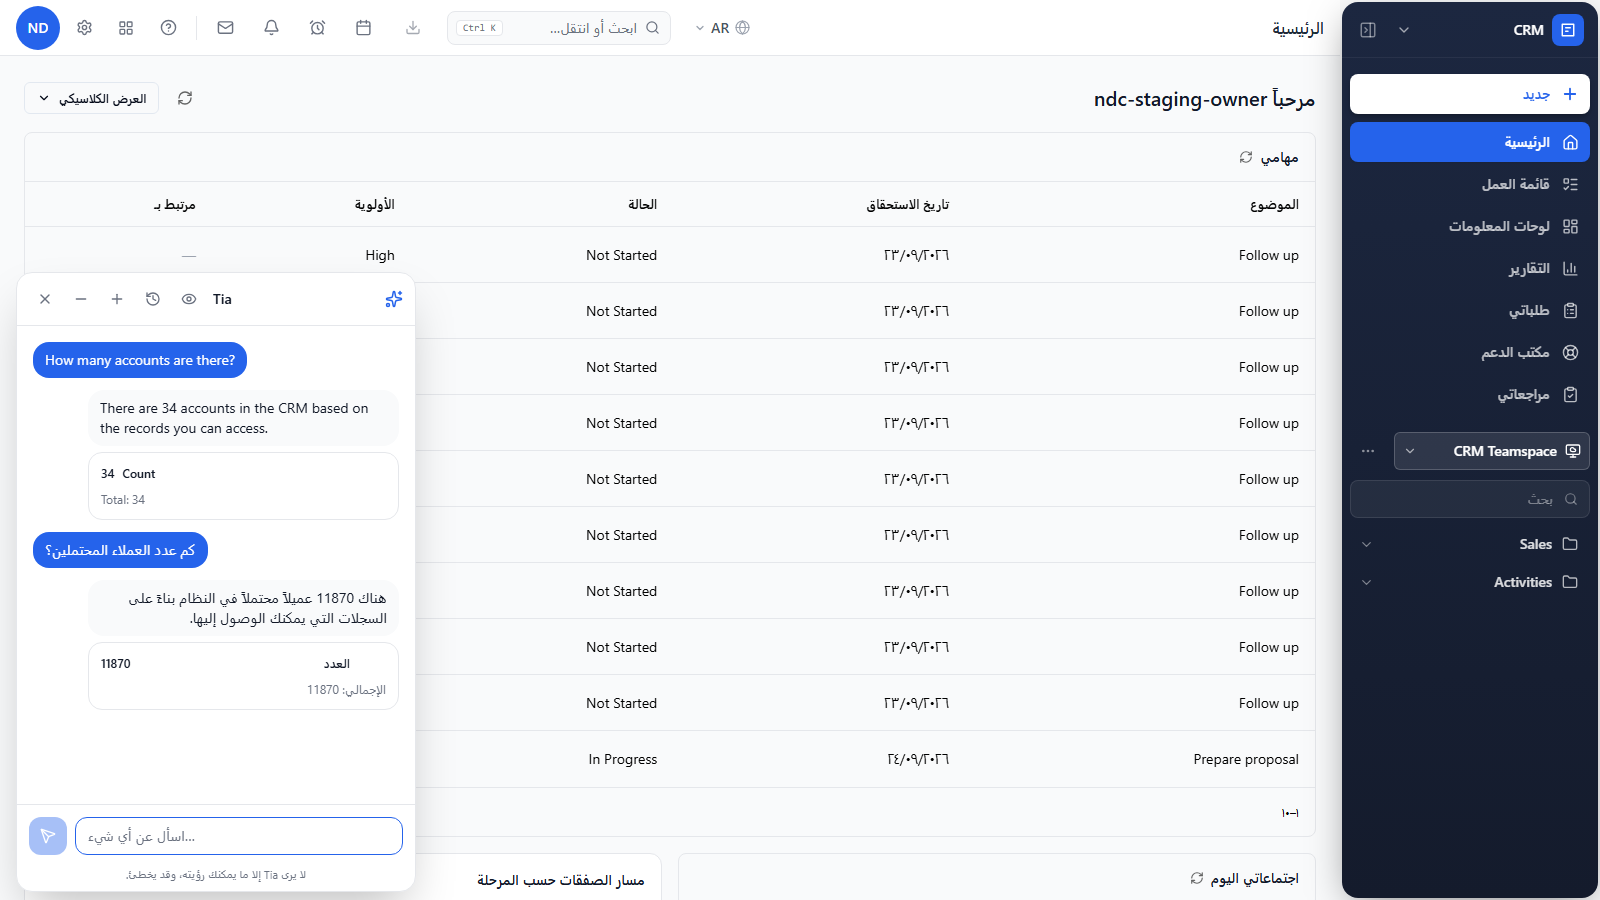 CRM
جديد
الرئيسية
قائمة العمل
لوحات المعلومات
التقارير
طلباتي
مكتب الدعم
مراجعاتي
CRM Teamspace
بحث
Sales
Activities
الرئيسية
AR
ابحث أو انتقل...
Ctrl K
ND
مرحباً ndc-staging-owner
العرض الكلاسيكي
مهامي
الموضوع تاريخ الاستحقاق الحالة الأولوية مرتبط بـ
Follow up ٢٣/٠٩/٢٠٢٦ Not Started High —
Follow up ٢٣/٠٩/٢٠٢٦ Not Started
Follow up ٢٣/٠٩/٢٠٢٦ Not Started
Follow up ٢٣/٠٩/٢٠٢٦ Not Started
Follow up ٢٣/٠٩/٢٠٢٦ Not Started
Follow up ٢٣/٠٩/٢٠٢٦ Not Started
Follow up ٢٣/٠٩/٢٠٢٦ Not Started
Follow up ٢٣/٠٩/٢٠٢٦ Not Started
Follow up ٢٣/٠٩/٢٠٢٦ Not Started
Prepare proposal ٢٤/٠٩/٢٠٢٦ In Progress
١–١٠
اجتماعاتي اليوم
مسار الصفقات حسب المرحلة
Tia
How many accounts are there?
There are 34 accounts in the CRM based on
the records you can access.
34 Count
Total: 34
كم عدد العملاء المحتملين؟
هناك 11870 عميلاً محتملاً في النظام بناءً على
السجلات التي يمكنك الوصول إليها.
العدد 11870
الإجمالي: 11870
اسأل عن أي شيء...
لا يرى Tia إلا ما يمكنك رؤيته، وقد يخطئ.